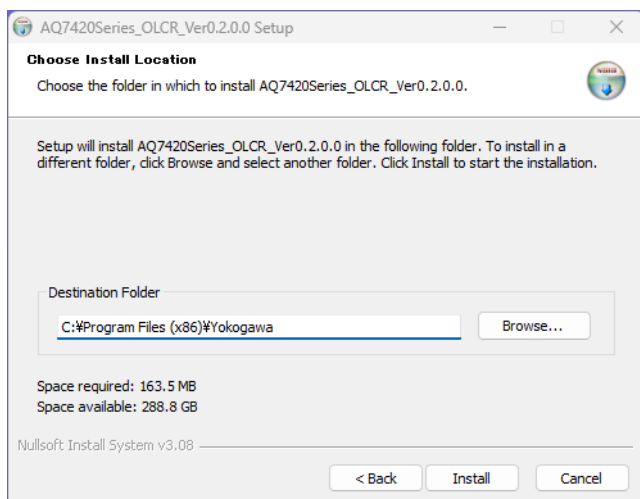 AQ7420Series_OLCR_Ver0.2.0.0 Setup
Choose Install Location
Choose the folder in which to install AQ7420Series_OLCR_Ver0.2.0.0.
Setup will install AQ7420Series_OLCR_Ver0.2.0.0 in the following folder. To install in a
different folder, click Browse and select another folder. Click Install to start the installation.
Destination Folder
C:¥Program Files (x86)¥Yokogawa
Browse...
Space required: 163.5 MB
Space available: 288.8 GB
Nullsoft Install System v3.08
< Back
Install
Cancel